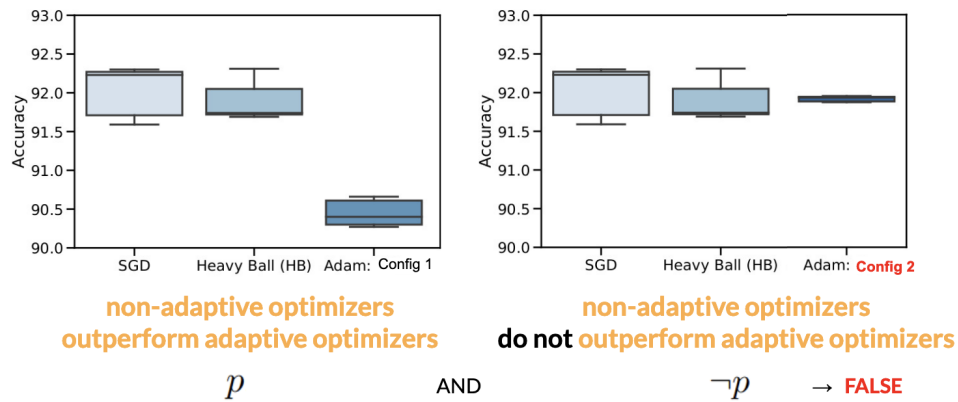 93.0
92.5
92.0
91.5
91.0
90.5
90.0
Accuracy
SGD
Heavy Ball (HB)
Adam: Config 1
93.0
92.5
92.0
91.5
91.0
90.5
90.0
Accuracy
SGD
Heavy Ball (HB)
Adam: Config 2
non-adaptive optimizers
outperform adaptive optimizers
non-adaptive optimizers
do not outperform adaptive optimizers
p AND ¬p → FALSE